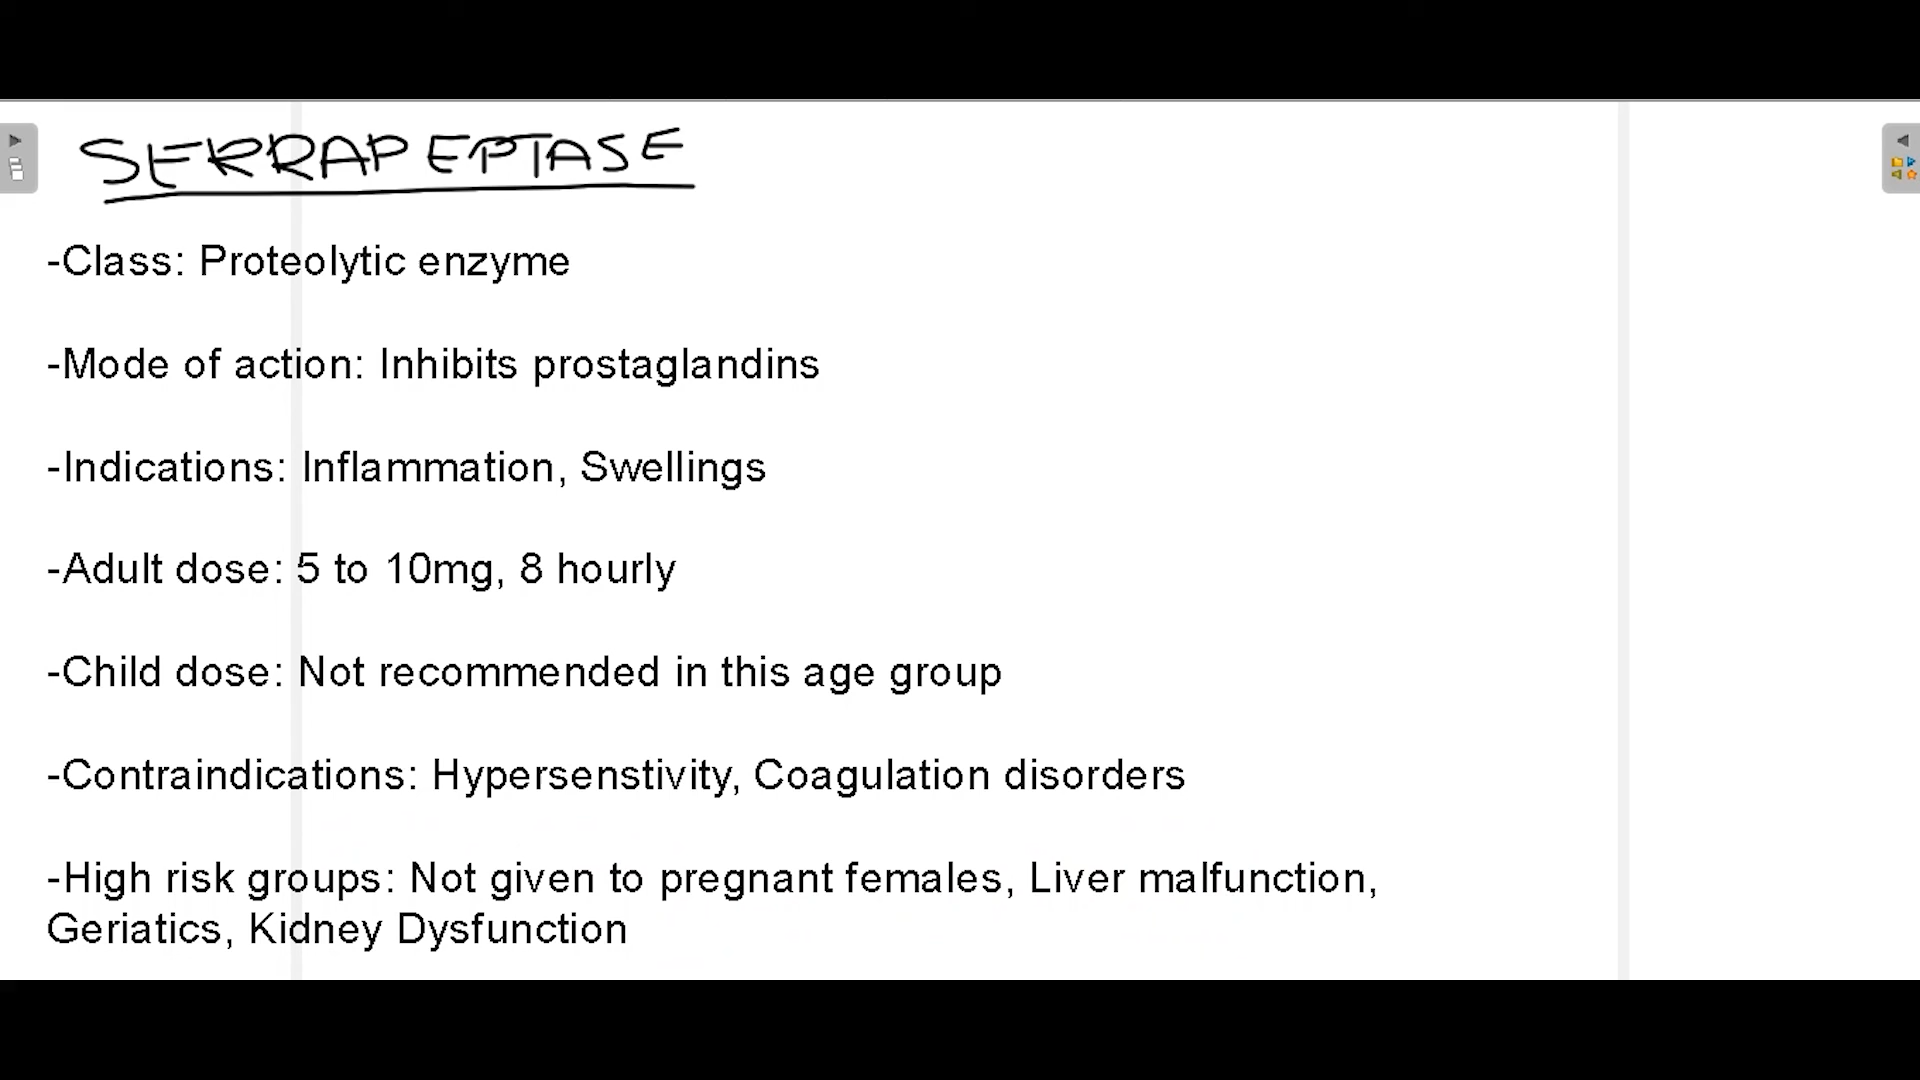 SERRAPEPTASE
-Class: Proteolytic enzyme
-Mode of action: Inhibits prostaglandins
-Indications: Inflammation, Swellings
-Adult dose: 5 to 10mg, 8 hourly
-Child dose: Not recommended in this age group
-Contraindications: Hypersenstivity, Coagulation disorders
-High risk groups: Not given to pregnant females, Liver malfunction,
Geriatics, Kidney Dysfunction